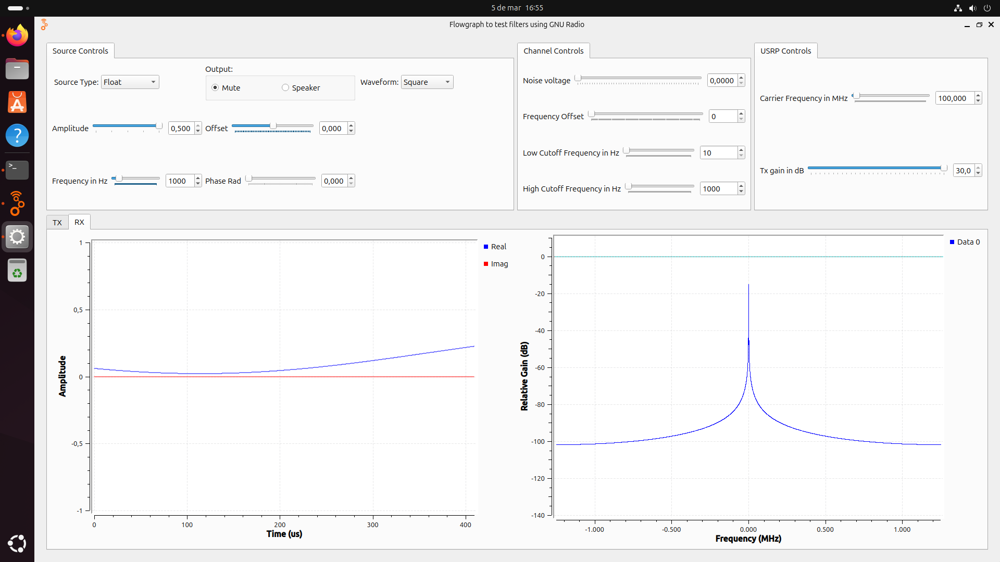 5 de mar 16:55
Flowgraph to test filters using GNU Radio
Source Controls
Source Type: Float
Output:
Mute
Speaker
Waveform: Square
Amplitude 0,500
Offset 0,000
Frequency in Hz 1000
Phase Rad 0,000
Channel Controls
Noise voltage 0,0000
Frequency Offset 0
Low Cutoff Frequency in Hz 10
High Cutoff Frequency in Hz 1000
USRP Controls
Carrier Frequency in MHz 100,000
Tx gain in dB 30,0
TX RX
1
0,5
0
-0,5
-1
Amplitude
0 100 200 300 400
Time (us)
Real
Imag
0
-20
-40
-60
-80
-100
-120
-140
Relative Gain (dB)
-1.000 -0.500 0.000 0.500 1.000
Frequency (MHz)
Data 0